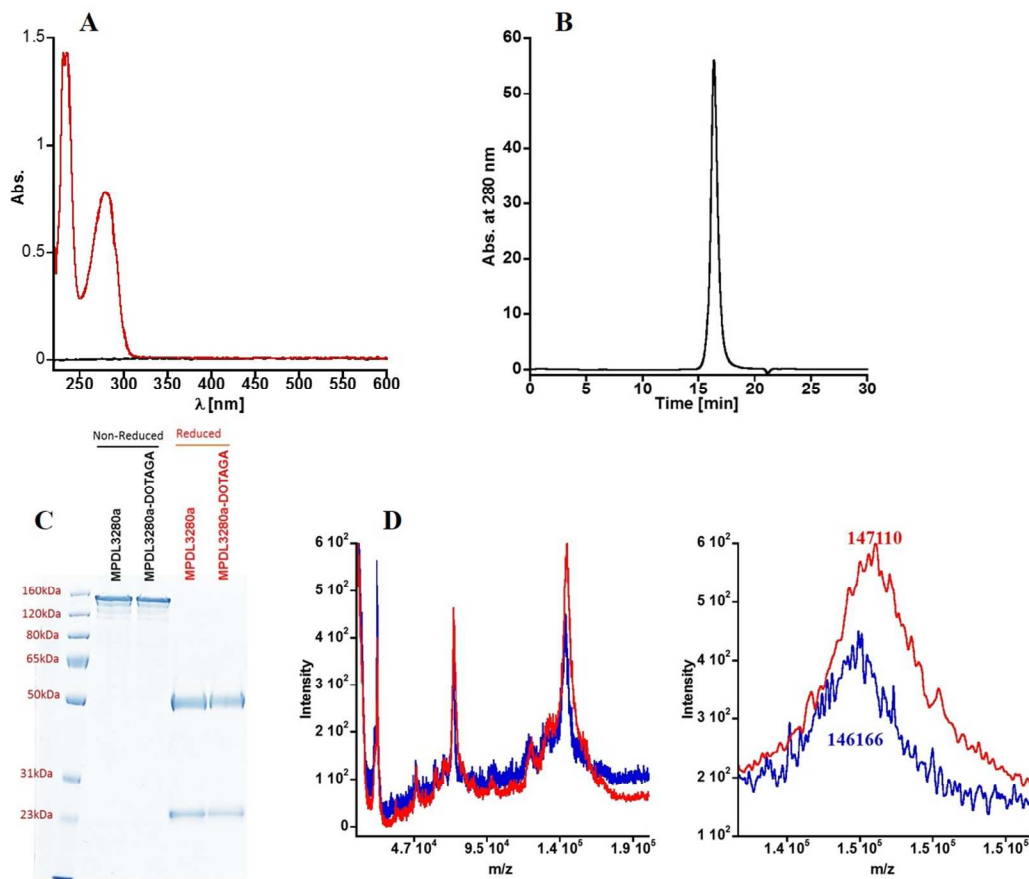 A
1.5
1
0.5
0
Abs.
250 300 350 400 450 500 550 600
λ [nm]
B
60
50
40
30
20
10
0
Abs. at 280 nm
0 5 10 15 20 25 30
Time [min]
C
Non-Reduced
Reduced
MPDL3280a
MPDL3280a-DOTAGA
MPDL3280a
MPDL3280a-DOTAGA
160kDa
120kDa
80kDa
65kDa
50kDa
31kDa
23kDa
D
6 10²
5 10²
4 10²
3 10²
2 10²
1 10²
0
Intensity
4.7 10⁴ 9.5 10⁴ 1.4 10⁵ 1.9 10⁵
m/z
147110
146166
6 10²
5 10²
4 10²
3 10²
2 10²
1 10²
Intensity
1.4 10⁵ 1.5 10⁵ 1.5 10⁵ 1.5 10⁵
m/z